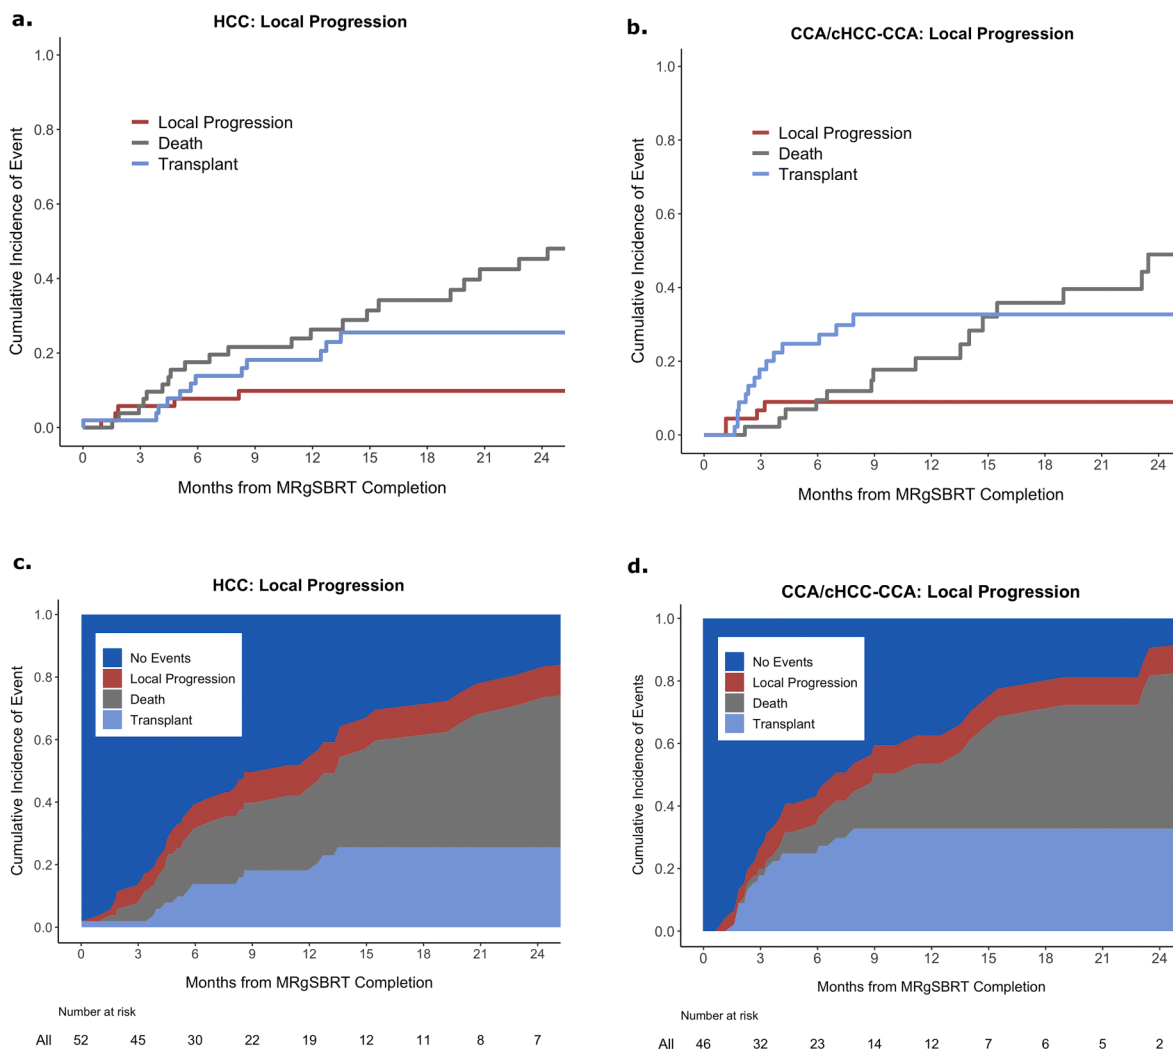 a.
HCC: Local Progression
1.0
0.8
0.6
0.4
0.2
0.0
Cumulative Incidence of Event
Local Progression
Death
Transplant
0 3 6 9 12 15 18 21 24
Months from MRgSBRT Completion
b.
CCA/cHCC-CCA: Local Progression
1.0
0.8
0.6
0.4
0.2
0.0
Cumulative Incidence of Event
Local Progression
Death
Transplant
0 3 6 9 12 15 18 21 24
Months from MRgSBRT Completion
c.
HCC: Local Progression
1.0
0.8
0.6
0.4
0.2
0.0
Cumulative Incidence of Event
No Events
Local Progression
Death
Transplant
0 3 6 9 12 15 18 21 24
Months from MRgSBRT Completion
Number at risk
All 52 45 30 22 19 12 11 8 7
d.
CCA/cHCC-CCA: Local Progression
1.0
0.8
0.6
0.4
0.2
0.0
Cumulative Incidence of Events
No Events
Local Progression
Death
Transplant
0 3 6 9 12 15 18 21 24
Months from MRgSBRT Completion
Number at risk
All 46 32 23 14 12 7 6 5 2